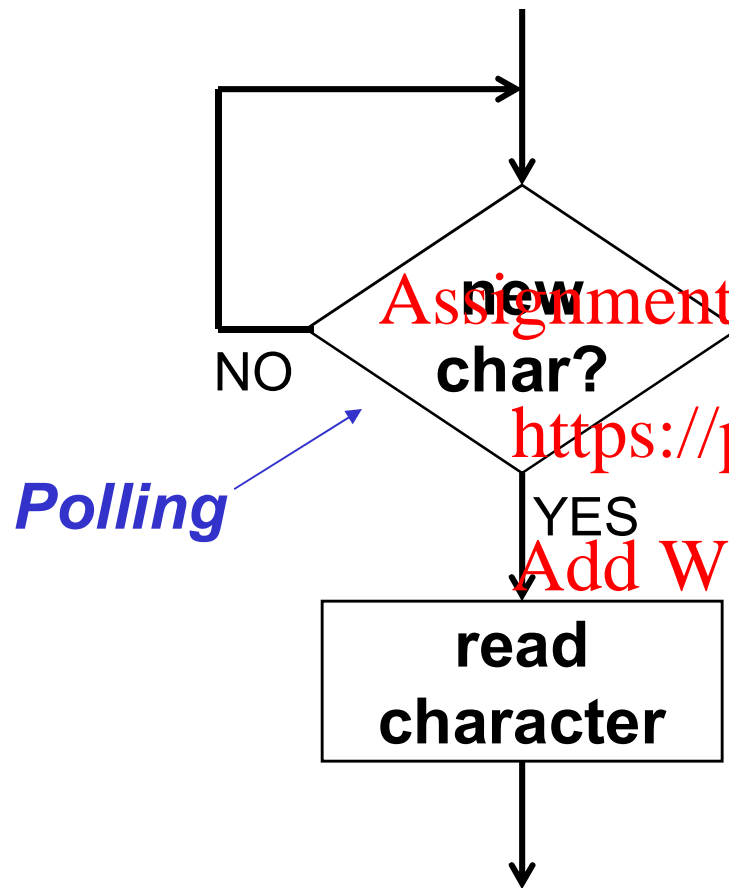 new
char?
NO
Polling
YES
read
character
Assignment
https://p
Add W